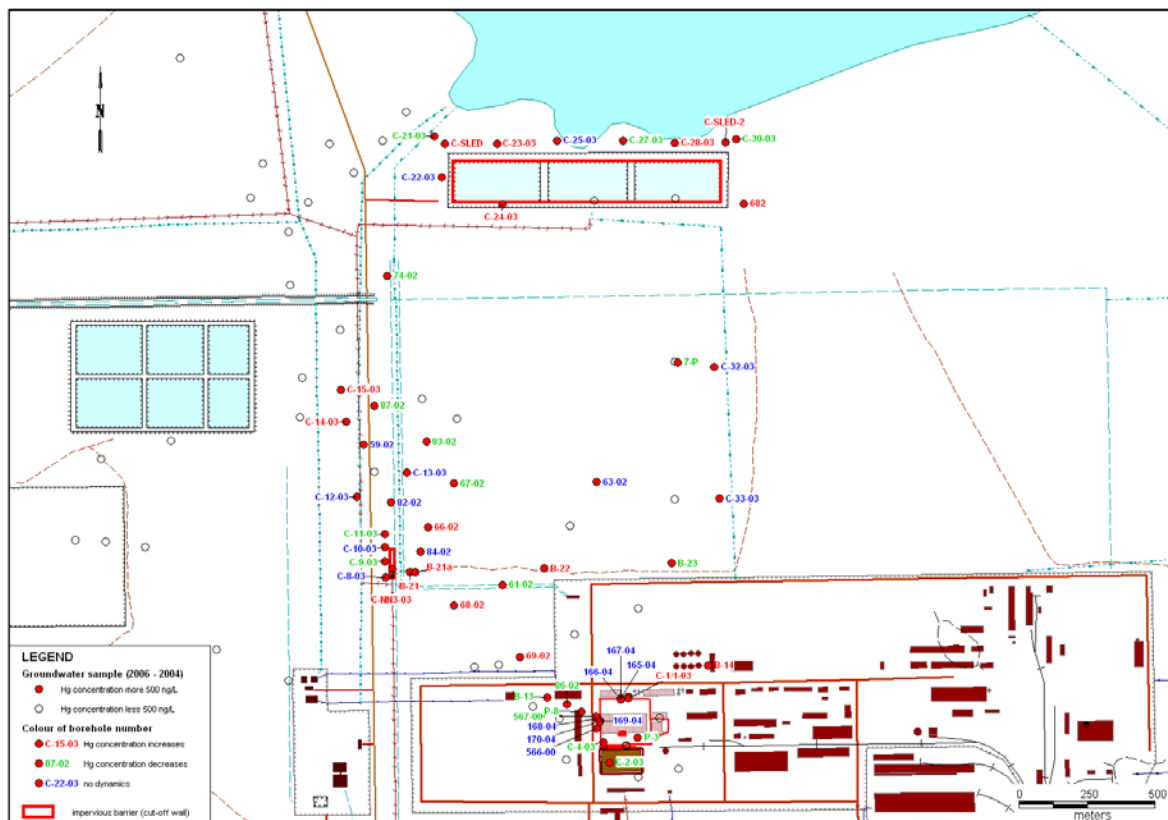 N
C-SLED-2
C-21-03
C-SLED
C-23-03
C-25-03
C-27-03
C-28-03
C-30-03
C-22-03
C-24-03
682
74-02
7-P
C-32-03
C-15-03
87-02
C-14-03
59-02
83-02
C-13-03
67-02
63-02
C-12-03
82-02
C-33-03
66-02
C-11-03
C-10-03
84-02
C-9-03
B-21a
B-22
B-23
C-8-03
B-21
61-02
C-NN3-03
68-02
69-02
167-04
B-14
166-04
165-04
C-1/1-03
86-02
B-13
P-8
567-00
169-04
168-04
170-04
P-3
566-00
C-4-03
C-2-03
LEGEND
Groundwater sample (2006 - 2004)
Hg concentration more 500 ng/L
Hg concentration less 500 ng/L
Colour of borehole number
C-15-03 Hg concentration increases
87-02 Hg concentration decreases
C-22-03 no dynamics
impervious barrier (cut-off wall)
0 250 500
meters